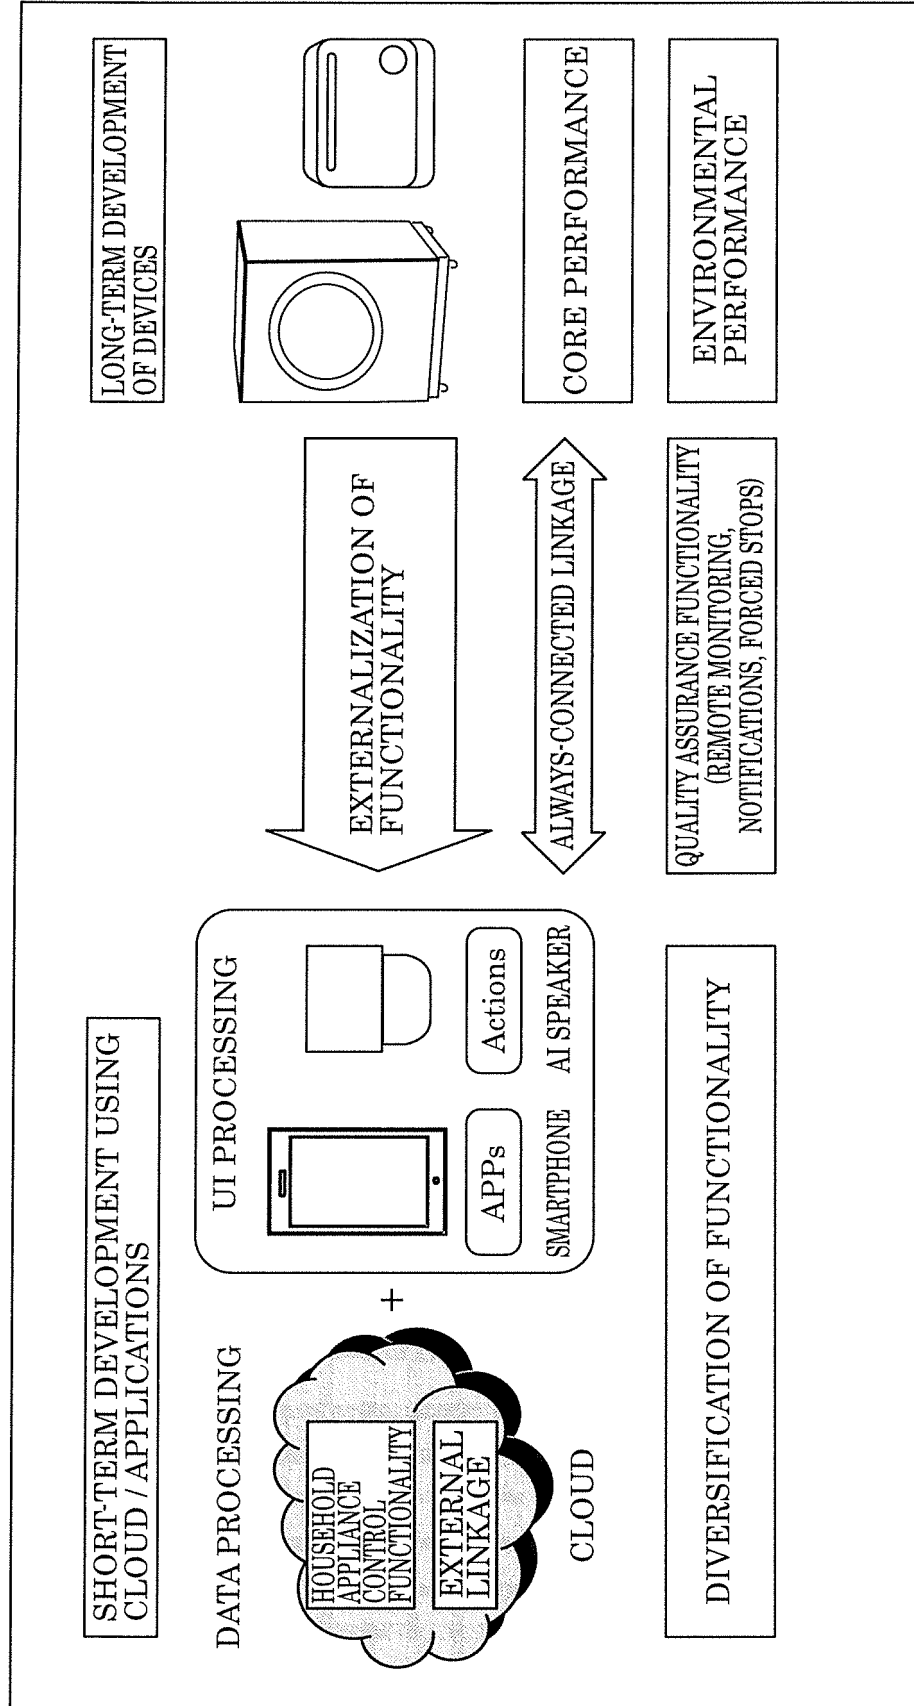 SHORT-TERM DEVELOPMENT USING
CLOUD / APPLICATIONS
LONG-TERM DEVELOPMENT
OF DEVICES
DATA PROCESSING
HOUSEHOLD
APPLIANCE
CONTROL
FUNCTIONALITY
EXTERNAL
LINKAGE
CLOUD
+
UI PROCESSING
APPs
SMARTPHONE
Actions
AI SPEAKER
EXTERNALIZATION OF
FUNCTIONALITY
ALWAYS-CONNECTED LINKAGE
CORE PERFORMANCE
DIVERSIFICATION OF FUNCTIONALITY
QUALITY ASSURANCE FUNCTIONALITY
(REMOTE MONITORING,
NOTIFICATIONS, FORCED STOPS)
ENVIRONMENTAL
PERFORMANCE